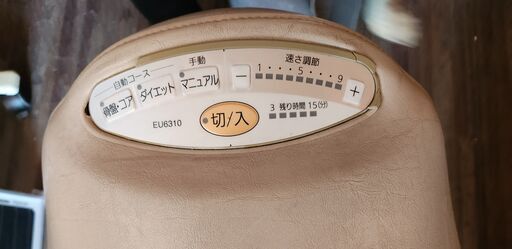 自動コース
手動
速さ調節
骨盤・コア
ダイエット
マニュアル
－
1・・・5・・・9
＋
EU6310
切/入
3 残り時間 15(分)